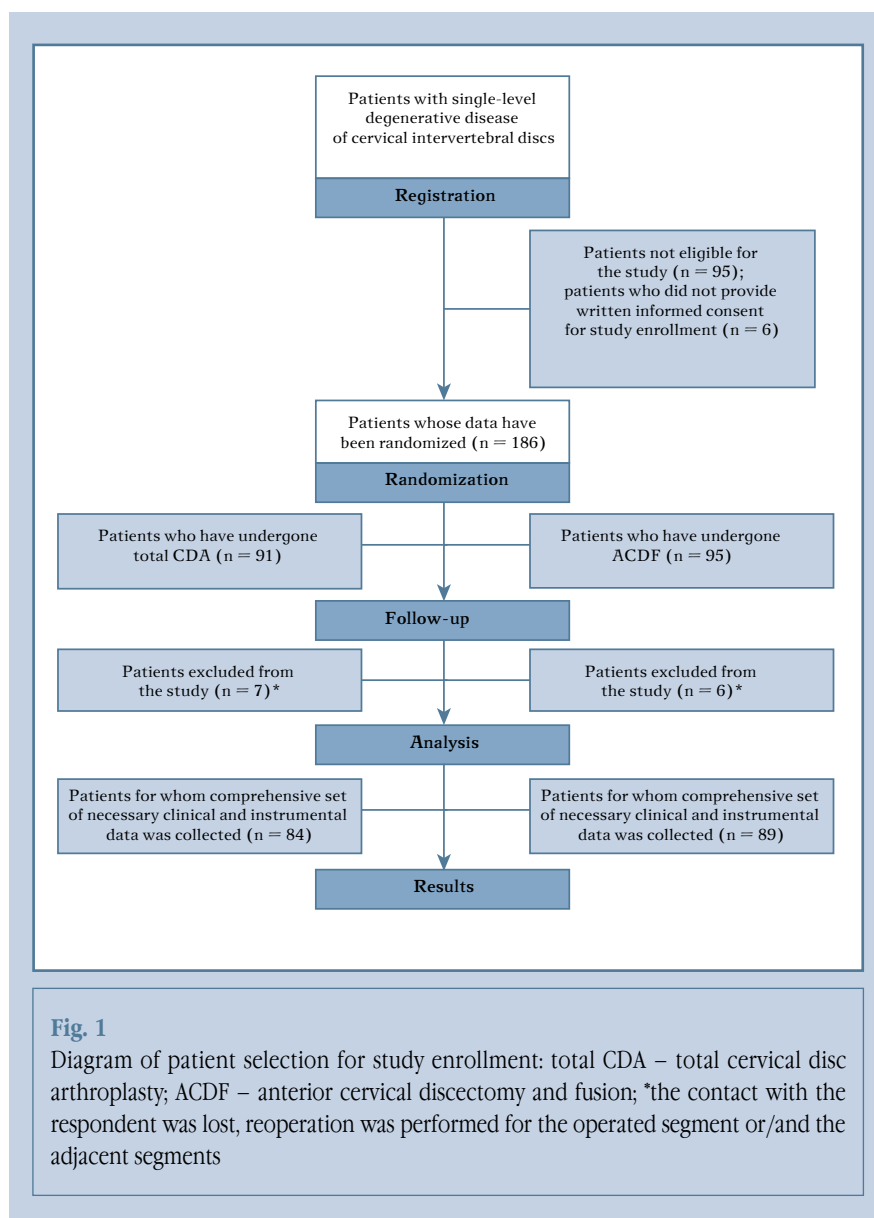 Patients with single-level
degenerative disease
of cervical intervertebral discs
Registration
Patients not eligible for
the study (n = 95);
patients who did not provide
written informed consent
for study enrollment (n = 6)
Patients whose data have
been randomized (n = 186)
Randomization
Patients who have undergone
total CDA (n = 91)
Patients who have undergone
ACDF (n = 95)
Follow-up
Patients excluded from
the study (n = 7)*
Patients excluded from
the study (n = 6)*
Analysis
Patients for whom comprehensive set
of necessary clinical and instrumental
data was collected (n = 84)
Patients for whom comprehensive set
of necessary clinical and instrumental
data was collected (n = 89)
Results
Fig. 1
Diagram of patient selection for study enrollment: total CDA – total cervical disc
arthroplasty; ACDF – anterior cervical discectomy and fusion; *the contact with the
respondent was lost, reoperation was performed for the operated segment or/and the
adjacent segments